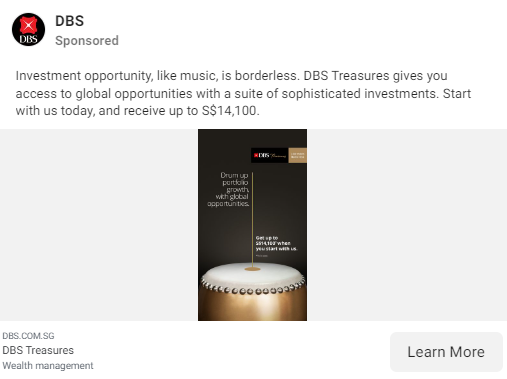 DBS
Sponsored
DBS
Investment opportunity, like music, is borderless. DBS Treasures gives you
access to global opportunities with a suite of sophisticated investments. Start
with us today, and receive up to S$14,100.
DBS
Drum up
portfolio
growth,
with global
opportunities.
Get up to
S$14,100* when
you start with us.
DBS.COM.SG
DBS Treasures
Wealth management
Learn More